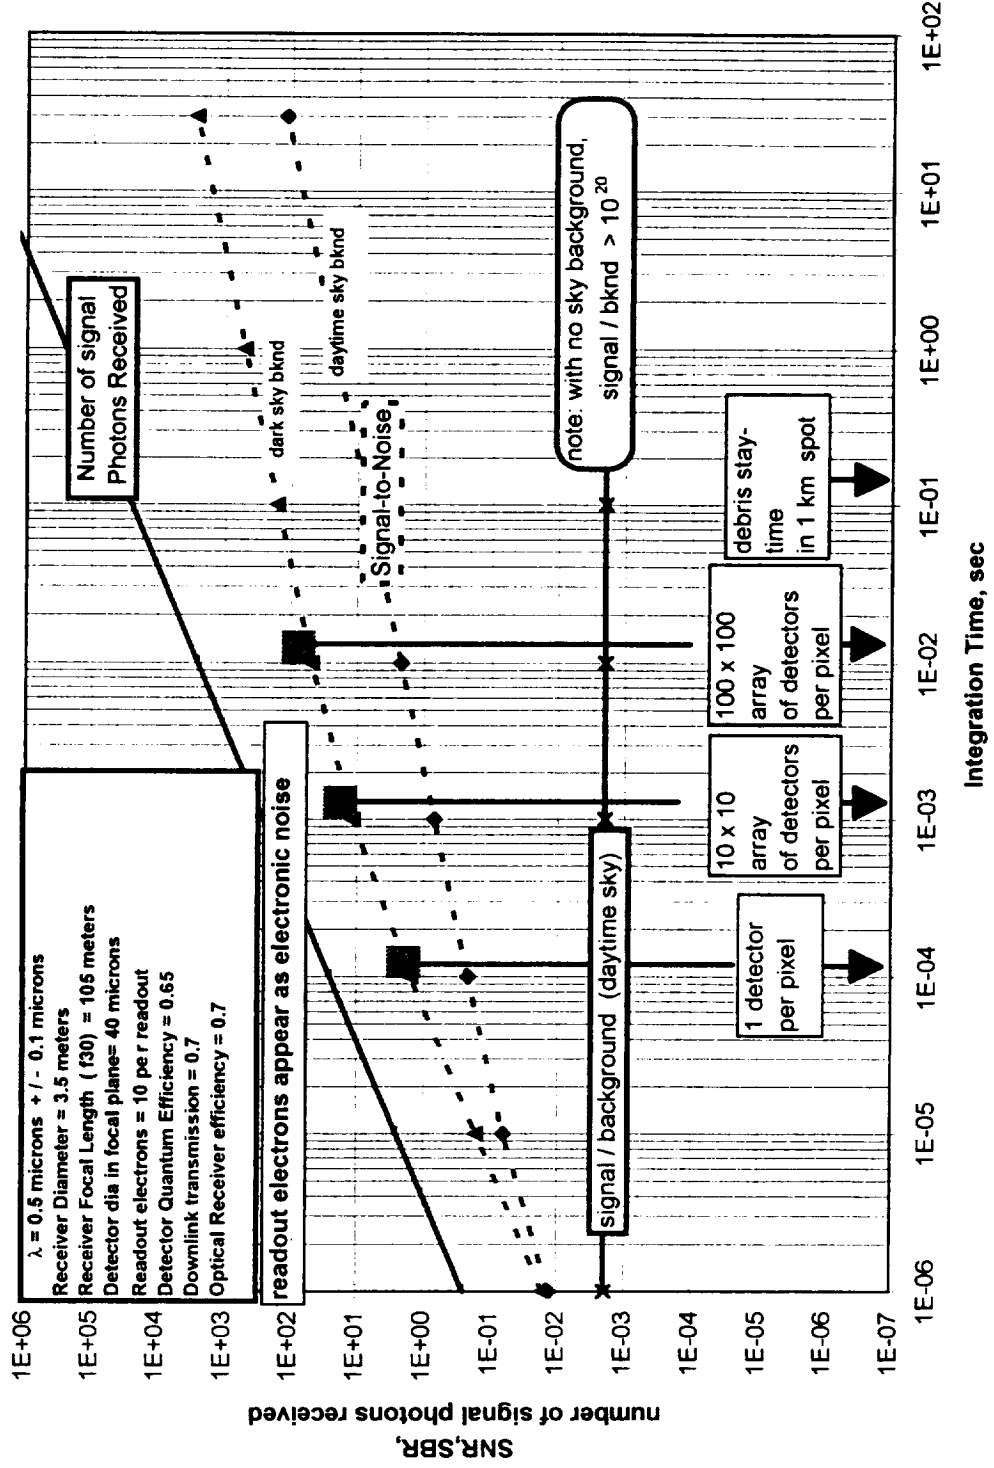 λ = 0.5 microns + / - 0.1 microns
Receiver Diameter = 3.5 meters
Receiver Focal Length ( f30) = 105 meters
Detector dia in focal plane= 40 microns
Readout electrons = 10 pe r readout
Detector Quantum Efficiency = 0.65
Downlink transmission = 0.7
Optical Receiver efficiency = 0.7
readout electrons appear as electronic noise
Number of signal
Photons Received
dark sky bknd
daytime sky bknd
Signal-to-Noise
note: with no sky background,
signal / bknd > 10^20
signal / background (daytime sky)
1 detector
per pixel
10 x 10
array
of detectors
per pixel
100 x 100
array
of detectors
per pixel
debris stay-
time
in 1 km spot
SNR,SBR,
number of signal photons received
1E+06
1E+05
1E+04
1E+03
1E+02
1E+01
1E+00
1E-01
1E-02
1E-03
1E-04
1E-05
1E-06
1E-07
1E-06
1E-05
1E-04
1E-03
1E-02
1E-01
1E+00
1E+01
1E+02
Integration Time, sec